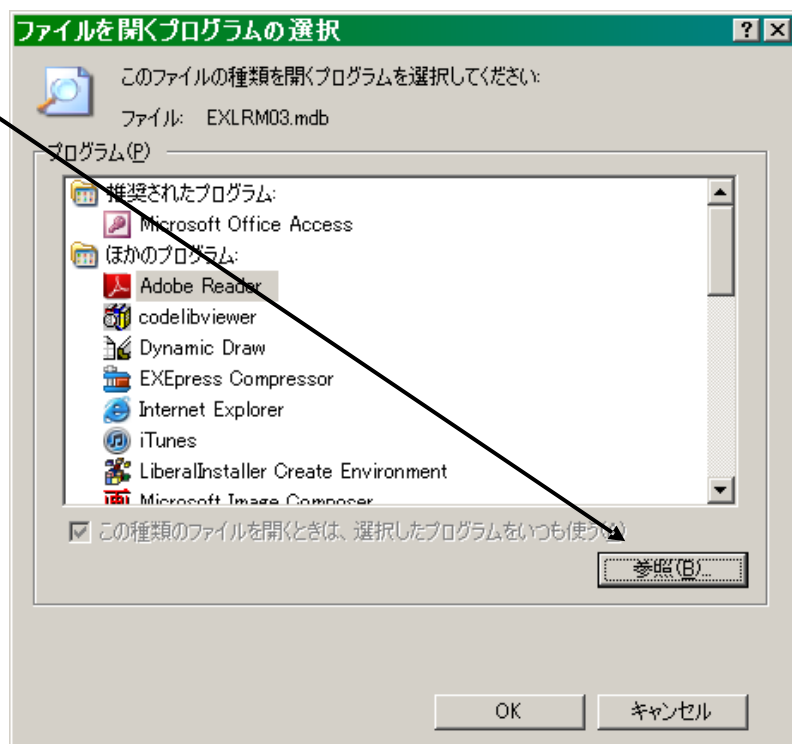 ファイルを開くプログラムの選択
このファイルの種類を開くプログラムを選択してください:
ファイル: EXLRM03.mdb
プログラム(P)
推奨されたプログラム:
Microsoft Office Access
ほかのプログラム:
Adobe Reader
codelibviewer
Dynamic Draw
EXEpress Compressor
Internet Explorer
iTunes
LiberalInstaller Create Environment
Microsoft Image Composer
この種類のファイルを開くときは、選択したプログラムをいつも使う(A)
参照(B)...
OK キャンセル